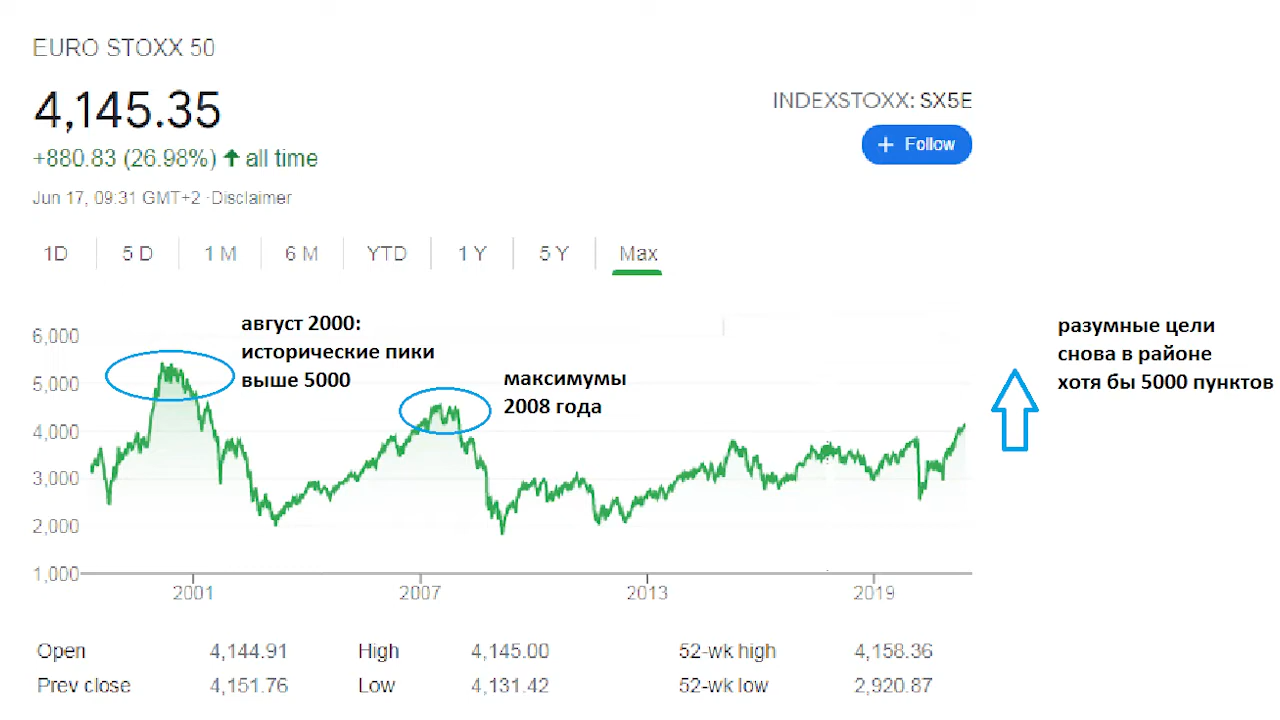 EURO STOXX 50
4,145.35
INDEXSTOXX: SX5E
+ Follow
+880.83 (26.98%) ↑ all time
Jun 17, 09:31 GMT+2 · Disclaimer
1D 5 D 1 M 6 M YTD 1 Y 5 Y Max
август 2000:
исторические пики
выше 5000
максимумы
2008 года
разумные цели
снова в районе
хотя бы 5000 пунктов
6,000
5,000
4,000
3,000
2,000
1,000
2001 2007 2013 2019
Open 4,144.91 High 4,145.00 52-wk high 4,158.36
Prev close 4,151.76 Low 4,131.42 52-wk low 2,920.87